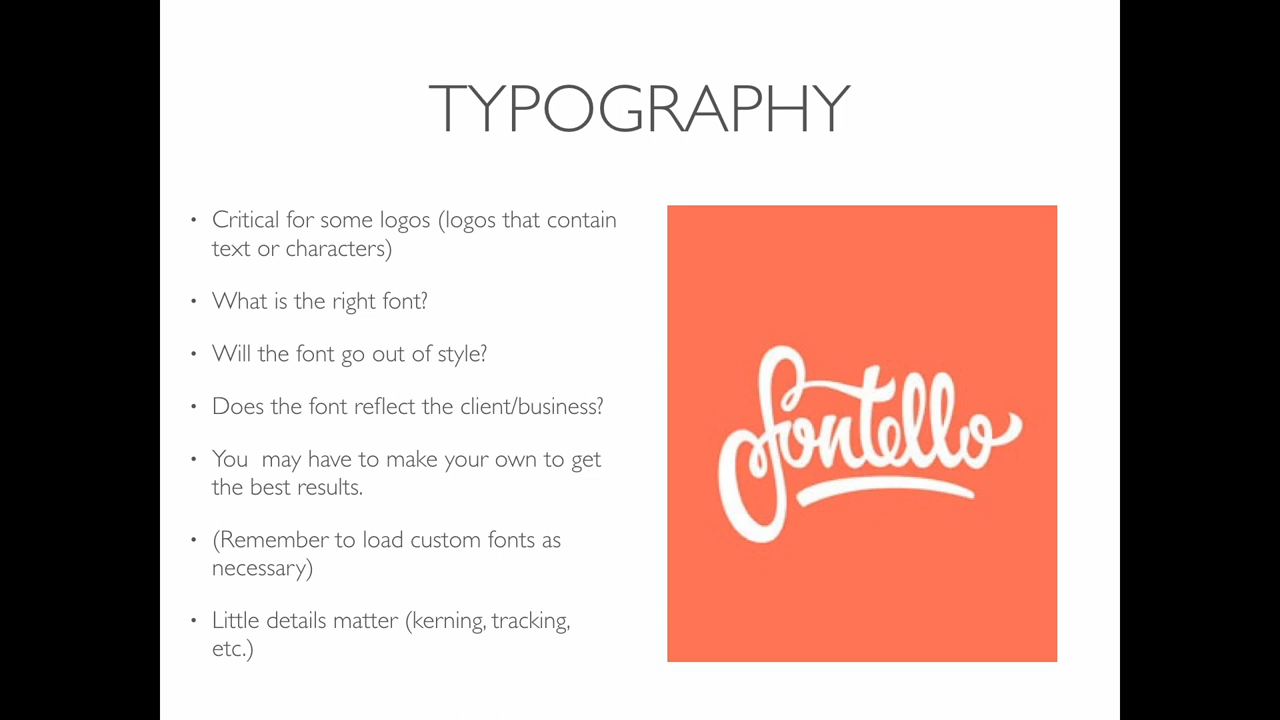 TYPOGRAPHY
• Critical for some logos (logos that contain
text or characters)
• What is the right font?
• Will the font go out of style?
• Does the font reflect the client/business?
• You  may have to make your own to get
the best results.
• (Remember to load custom fonts as
necessary)
• Little details matter (kerning, tracking,
etc.)
fontello